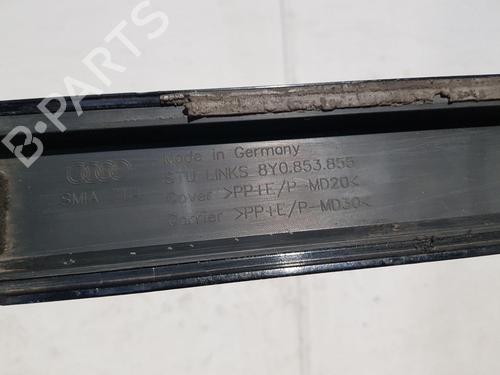 B-PARTS
Made in Germany
STU LINKS 8Y0.853.855
SMIA
Cover >PP+E/P-MD20<
Carrier >PP+E/P-MD30<